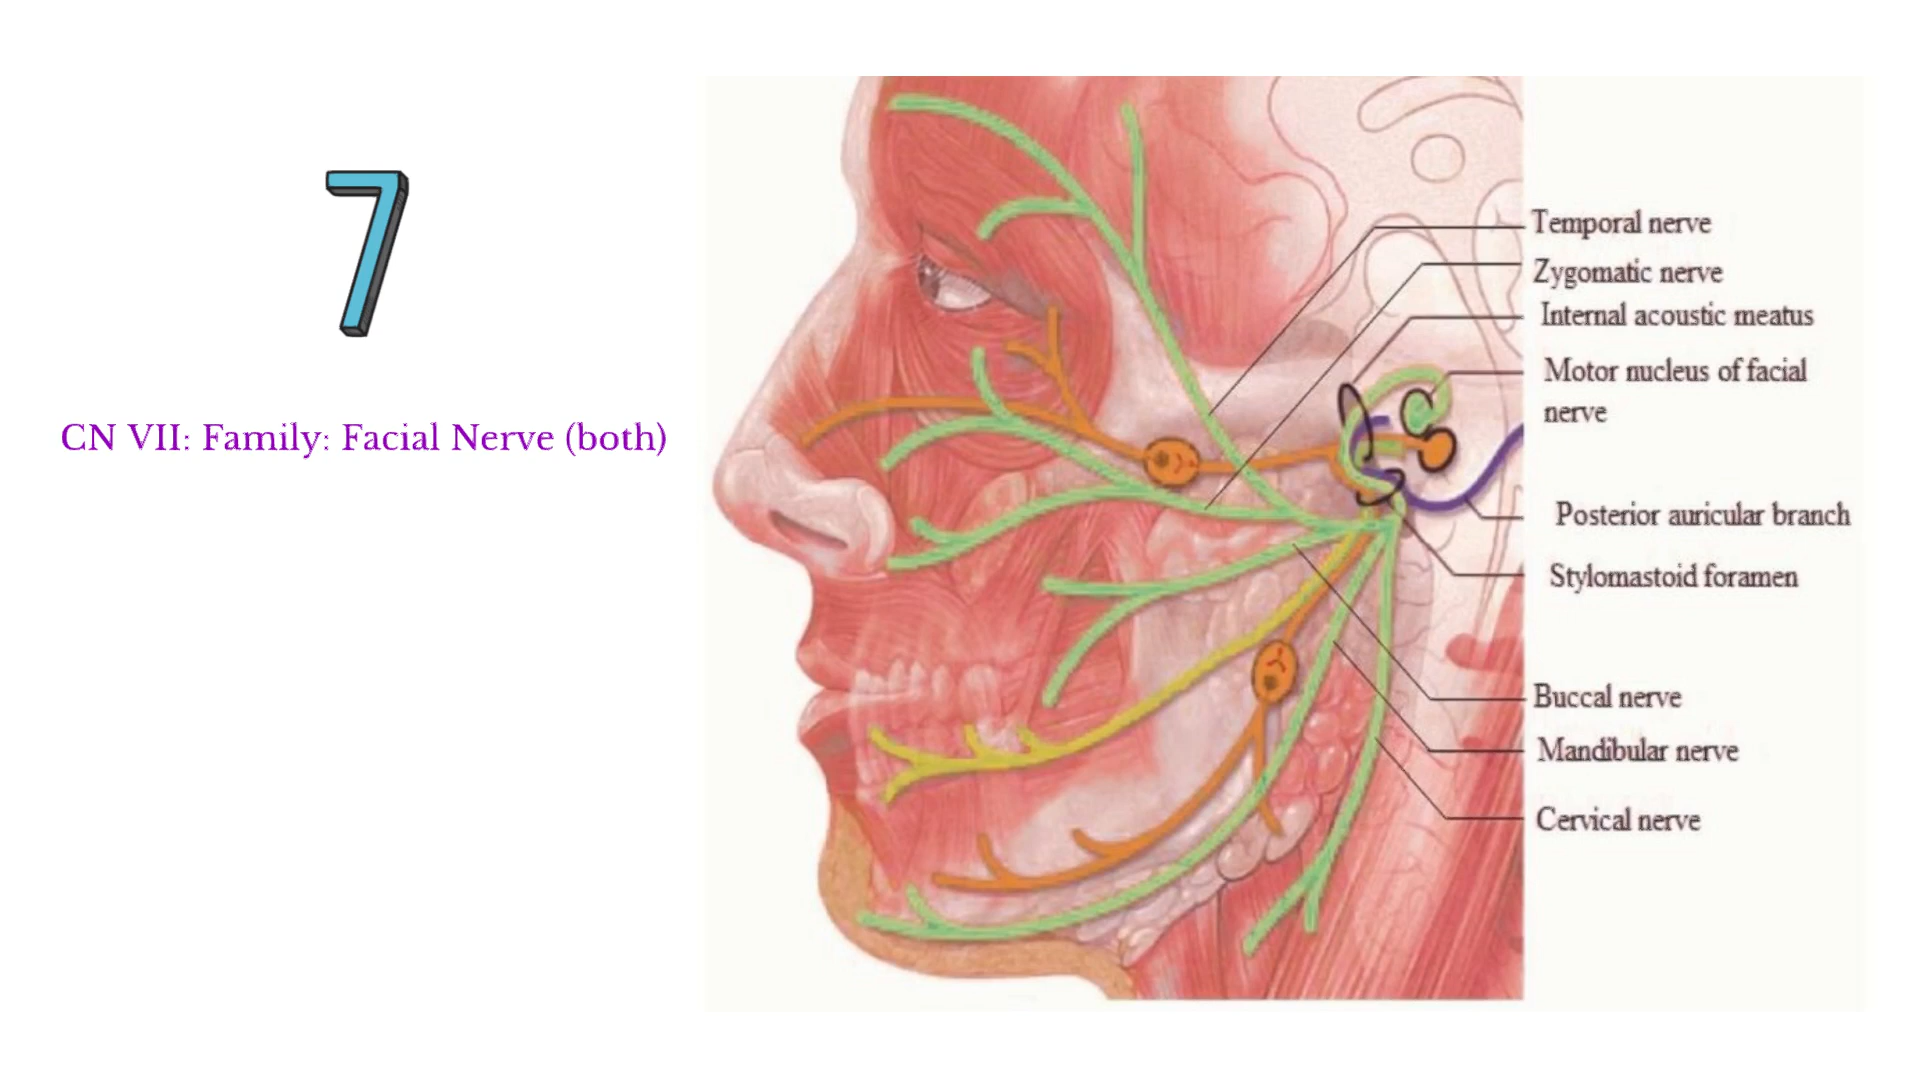 7
CN VII: Family: Facial Nerve (both)
Temporal nerve
Zygomatic nerve
Internal acoustic meatus
Motor nucleus of facial
nerve
Posterior auricular branch
Stylomastoid foramen
Buccal nerve
Mandibular nerve
Cervical nerve